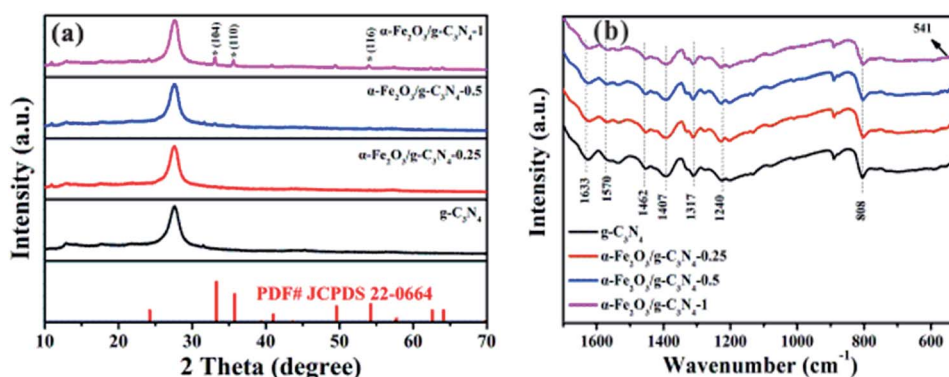 (a)
α-Fe₂O₃/g-C₃N₄-1
* (104)
* (110)
* (116)
α-Fe₂O₃/g-C₃N₄-0.5
α-Fe₂O₃/g-C₃N₄-0.25
g-C₃N₄
PDF# JCPDS 22-0664
Intensity (a.u.)
10 20 30 40 50 60 70
2 Theta (degree)
(b)
541
1633
1570
1462
1407
1317
1240
808
g-C₃N₄
α-Fe₂O₃/g-C₃N₄-0.25
α-Fe₂O₃/g-C₃N₄-0.5
α-Fe₂O₃/g-C₃N₄-1
Intensity (a.u.)
1600 1400 1200 1000 800 600
Wavenumber (cm⁻¹)